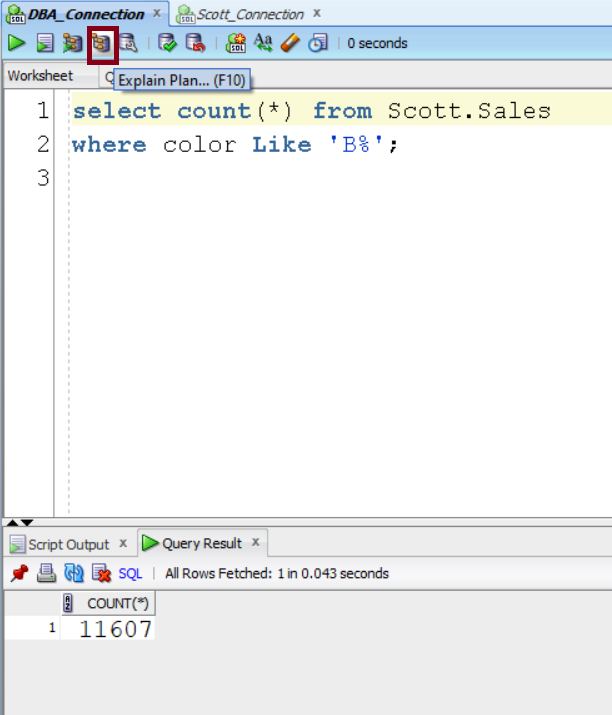 DBA_Connection x Scott_Connection x
SQL
0 seconds
Worksheet Q Explain Plan... (F10)
1 select count(*) from Scott.Sales
2 where color Like 'B%';
3
Script Output x Query Result x
SQL All Rows Fetched: 1 in 0.043 seconds
COUNT(*)
1 11607